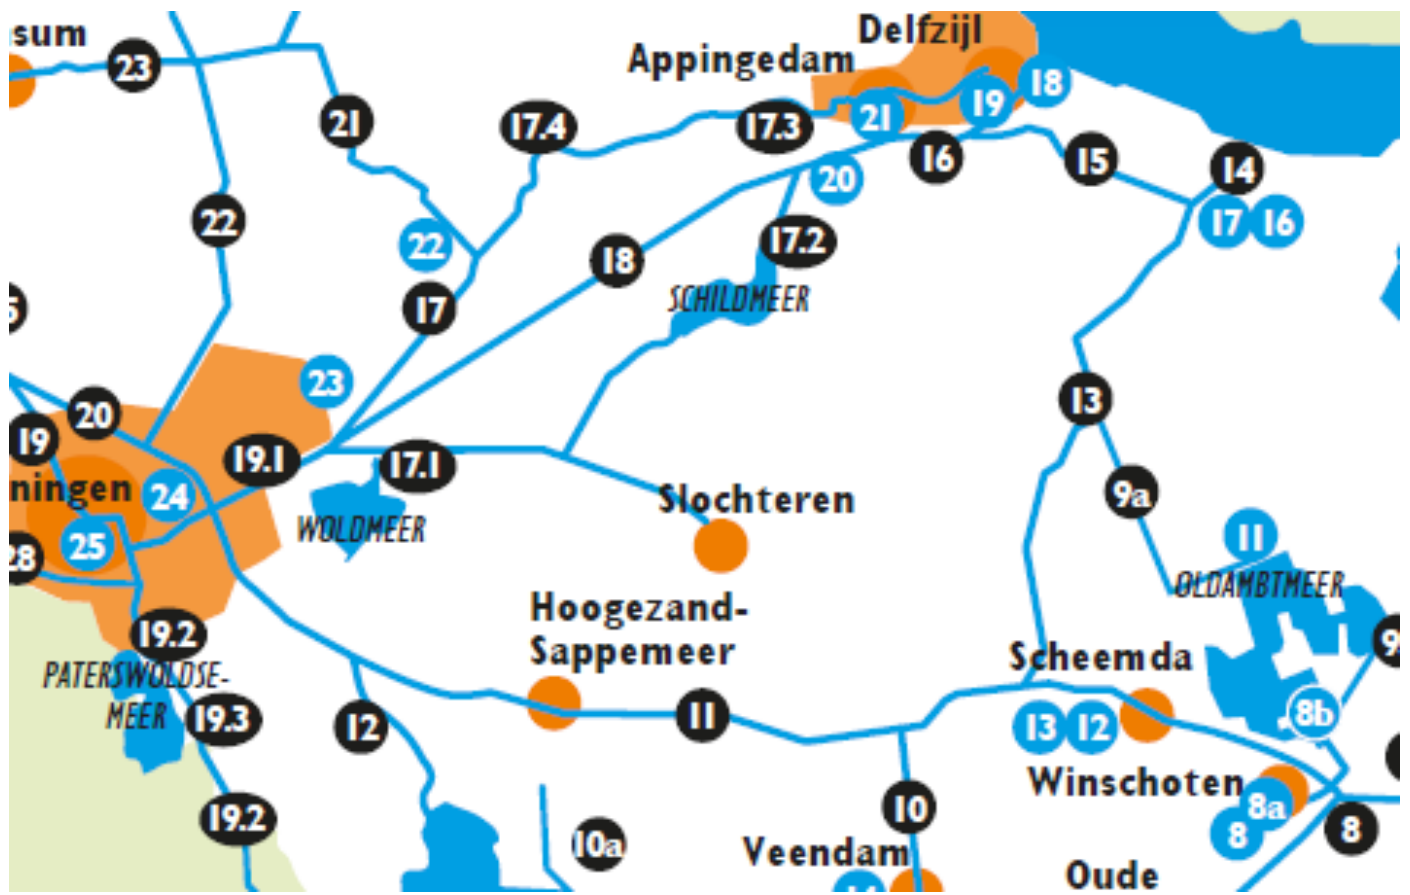 sum
23
Delfzijl
Appingedam
18
19
21
21
17.4
17.3
16
15
14
20
17
16
22
22
17.2
18
17
SCHILDMEER
23
20
13
19
19.1
17.1
9a
ningen
24
Slochteren
WOLDMEER
25
11
28
OLDAMBTMEER
Hoogezand-
Sappemeer
19.2
Scheemda
PATERSWOLDSE-
MEER
19.3
12
11
13
12
8b
Winschoten
8a
19.2
10
8
8
10a
Veendam
Oude